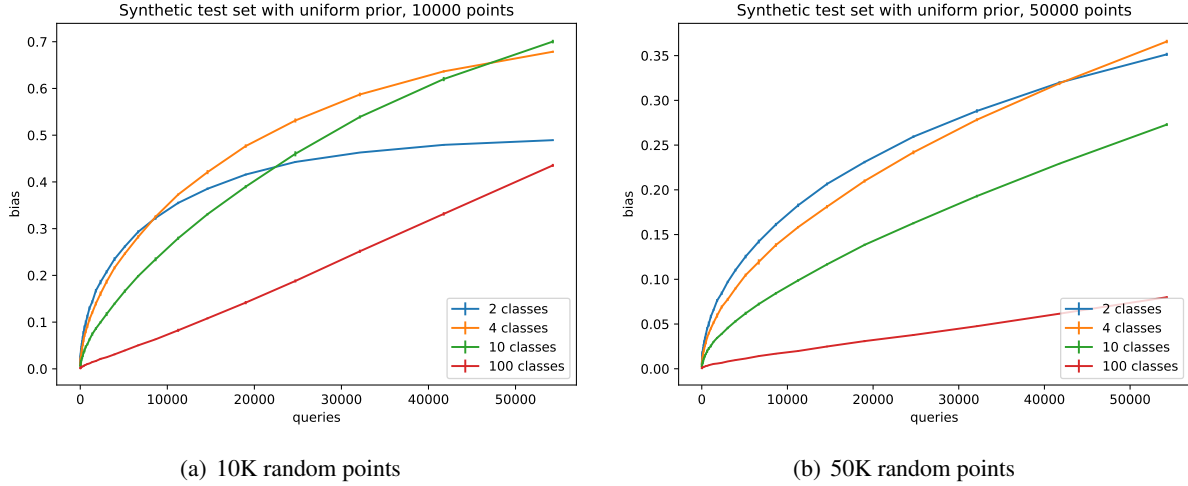 Synthetic test set with uniform prior, 10000 points
0.7
0.6
0.5
0.4
0.3
0.2
0.1
0.0
bias
0 10000 20000 30000 40000 50000
queries
2 classes
4 classes
10 classes
100 classes
(a) 10K random points
Synthetic test set with uniform prior, 50000 points
0.35
0.30
0.25
0.20
0.15
0.10
0.05
0.00
bias
0 10000 20000 30000 40000 50000
queries
2 classes
4 classes
10 classes
100 classes
(b) 50K random points